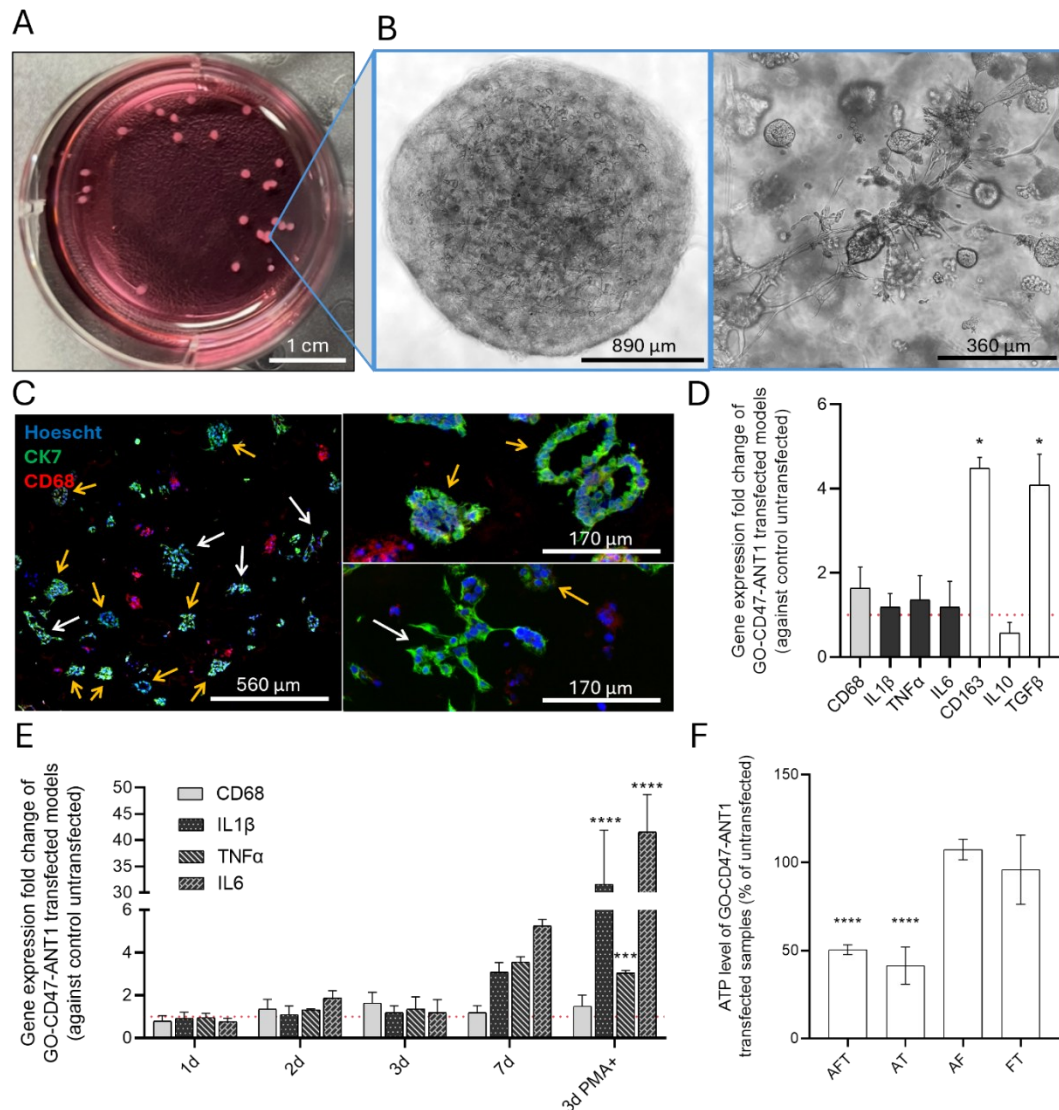 A
B
1 cm
890 µm
360 µm
C
Hoescht
CK7
CD68
560 µm
170 µm
170 µm
D
Gene expression fold change of
GO-CD47-ANT1 transfected models
(against control untransfected)
6
4
2
0
*
*
CD68
IL1β
TNFα
IL6
CD163
IL10
TGFβ
E
Gene expression fold change of
GO-CD47-ANT1 transfected models
(against control untransfected)
50
45
40
35
30
6
4
2
0
CD68
IL1β
TNFα
IL6
****
***
****
1d
2d
3d
7d
3d PMA+
F
ATP level of GO-CD47-ANT1
transfected samples (% of untransfected)
150
100
50
0
****
****
AFT
AT
AF
FT